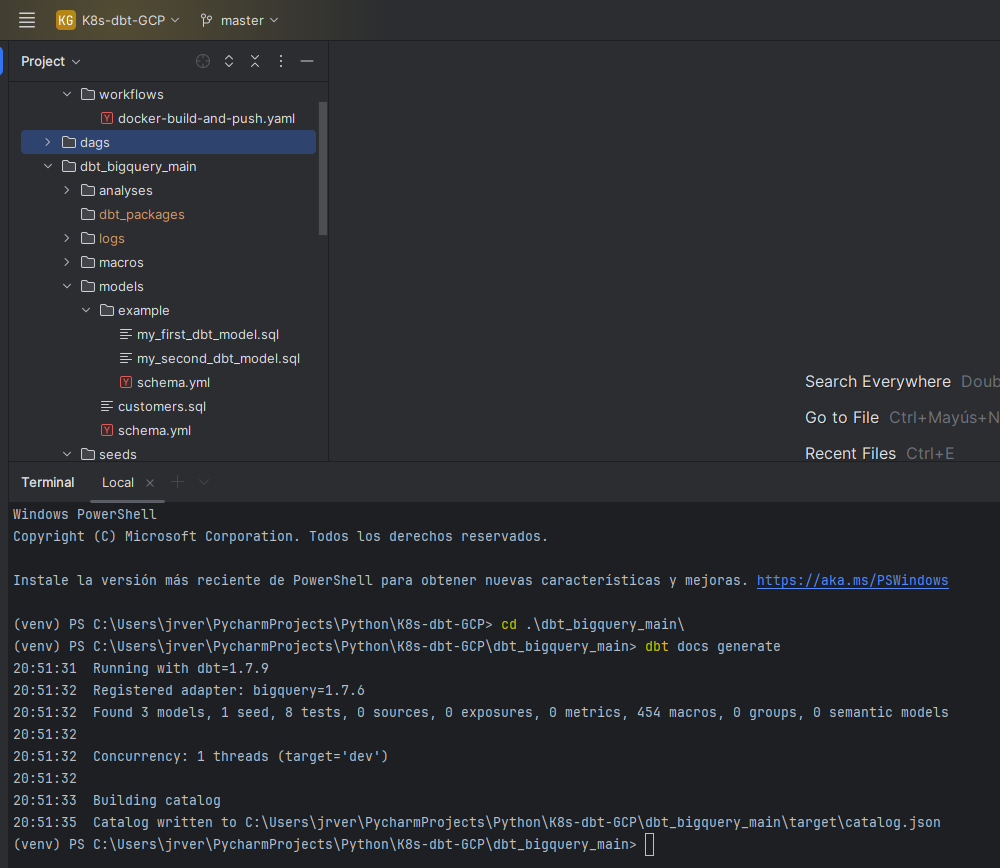 KG K8s-dbt-GCP master
Project
workflows
docker-build-and-push.yaml
dags
dbt_bigquery_main
analyses
dbt_packages
logs
macros
models
example
my_first_dbt_model.sql
my_second_dbt_model.sql
schema.yml
customers.sql
schema.yml
seeds
Search Everywhere Doub
Go to File Ctrl+Mayús+N
Recent Files Ctrl+E
Terminal Local
Windows PowerShell
Copyright (C) Microsoft Corporation. Todos los derechos reservados.
Instale la versión más reciente de PowerShell para obtener nuevas características y mejoras. https://aka.ms/PSWindows
(venv) PS C:\Users\jrver\PycharmProjects\Python\K8s-dbt-GCP> cd .\dbt_bigquery_main\
(venv) PS C:\Users\jrver\PycharmProjects\Python\K8s-dbt-GCP\dbt_bigquery_main> dbt docs generate
20:51:31 Running with dbt=1.7.9
20:51:32 Registered adapter: bigquery=1.7.6
20:51:32 Found 3 models, 1 seed, 8 tests, 0 sources, 0 exposures, 0 metrics, 454 macros, 0 groups, 0 semantic models
20:51:32
20:51:32 Concurrency: 1 threads (target='dev')
20:51:32
20:51:33 Building catalog
20:51:35 Catalog written to C:\Users\jrver\PycharmProjects\Python\K8s-dbt-GCP\dbt_bigquery_main\target\catalog.json
(venv) PS C:\Users\jrver\PycharmProjects\Python\K8s-dbt-GCP\dbt_bigquery_main>